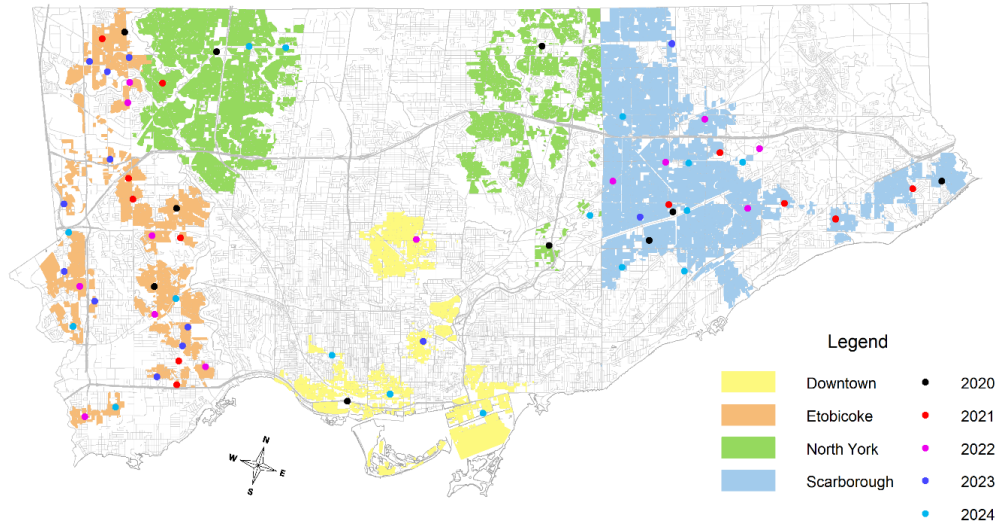 Legend
Downtown 2020
Etobicoke 2021
North York 2022
Scarborough 2023
2024
N
W E
S